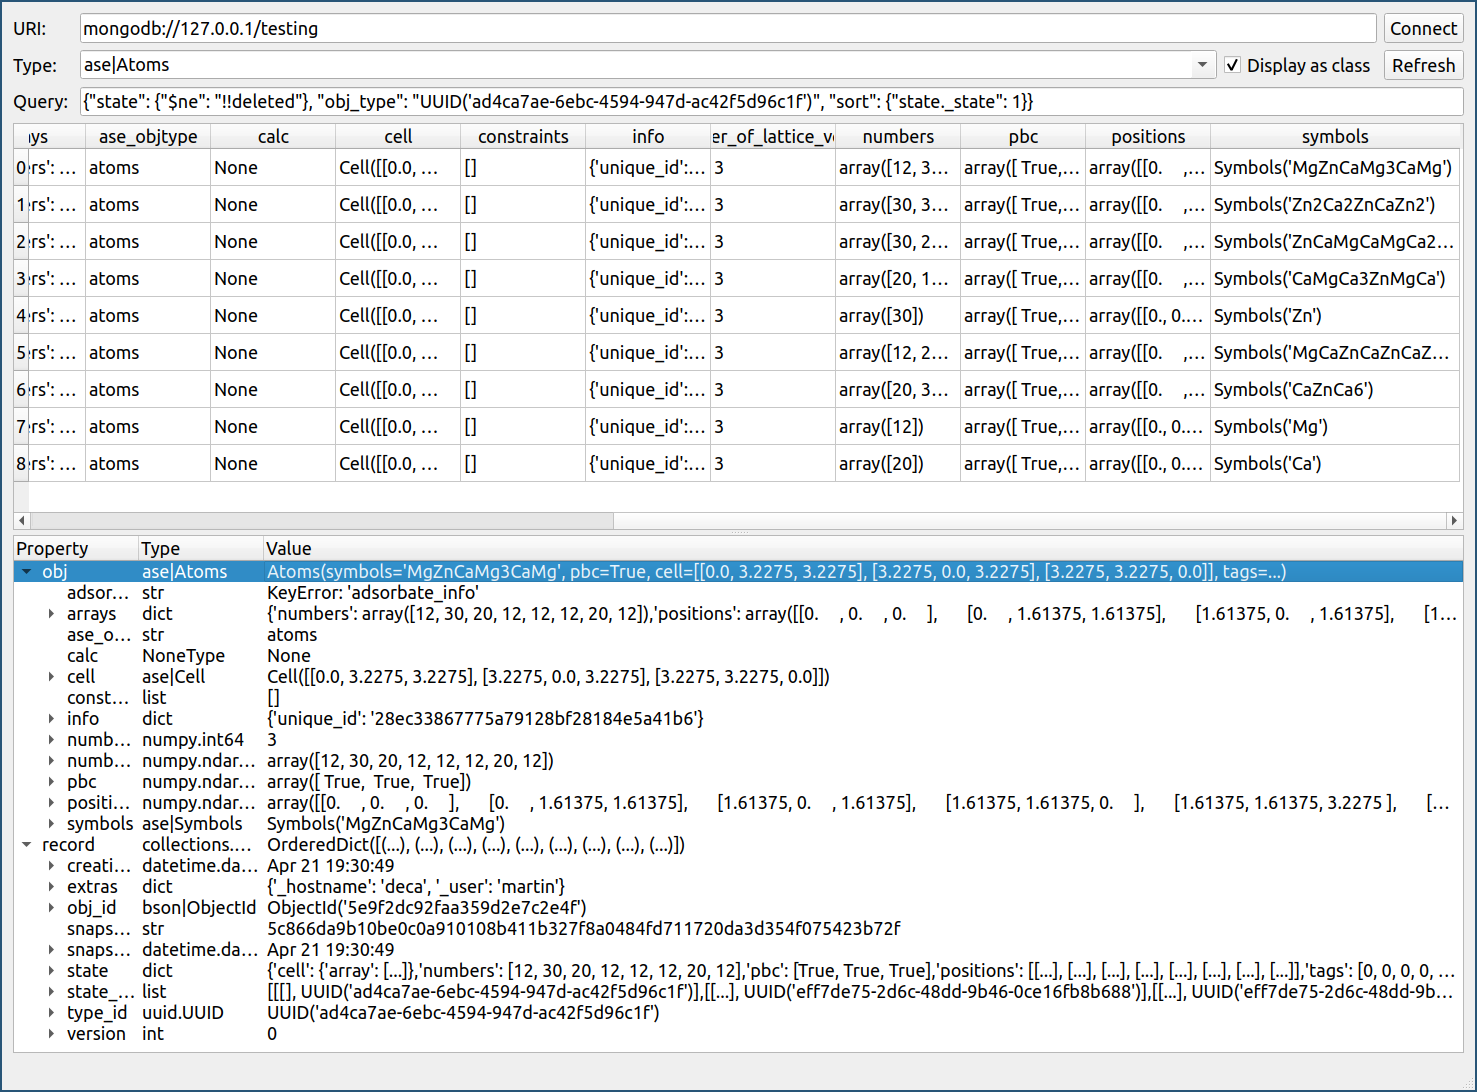 URI: mongodb://127.0.0.1/testing Connect
Type: ase|Atoms Display as class Refresh
Query: {"state": {"$ne": "!!deleted"}, "obj_type": "UUID('ad4ca7ae-6ebc-4594-947d-ac42f5d96c1f')", "sort": {"state._state": 1}}
ys ase_objtype calc cell constraints info er_of_lattice_v numbers pbc positions symbols
0 rs': … atoms None Cell([[0.0, … [] {'unique_id':… 3 array([12, 3… array([ True,… array([[0. ,… Symbols('MgZnCaMg3CaMg')
1 rs': … atoms None Cell([[0.0, … [] {'unique_id':… 3 array([30, 3… array([ True,… array([[0. ,… Symbols('Zn2Ca2ZnCaZn2')
2 rs': … atoms None Cell([[0.0, … [] {'unique_id':… 3 array([30, 2… array([ True,… array([[0. ,… Symbols('ZnCaMgCaMgCa2…
3 rs': … atoms None Cell([[0.0, … [] {'unique_id':… 3 array([20, 1… array([ True,… array([[0. ,… Symbols('CaMgCa3ZnMgCa')
4 rs': … atoms None Cell([[0.0, … [] {'unique_id':… 3 array([30]) array([ True,… array([[0., 0.… Symbols('Zn')
5 rs': … atoms None Cell([[0.0, … [] {'unique_id':… 3 array([12, 2… array([ True,… array([[0. ,… Symbols('MgCaZnCaZnCaZ…
6 rs': … atoms None Cell([[0.0, … [] {'unique_id':… 3 array([20, 3… array([ True,… array([[0. ,… Symbols('CaZnCa6')
7 rs': … atoms None Cell([[0.0, … [] {'unique_id':… 3 array([12]) array([ True,… array([[0., 0.… Symbols('Mg')
8 rs': … atoms None Cell([[0.0, … [] {'unique_id':… 3 array([20]) array([ True,… array([[0., 0.… Symbols('Ca')
Property Type Value
obj ase|Atoms Atoms(symbols='MgZnCaMg3CaMg', pbc=True, cell=[[0.0, 3.2275, 3.2275], [3.2275, 0.0, 3.2275], [3.2275, 3.2275, 0.0]], tags=...)
adsor… str KeyError: 'adsorbate_info'
arrays dict {'numbers': array([12, 30, 20, 12, 12, 12, 20, 12]),'positions': array([[0. , 0. , 0. ], [0. , 1.61375, 1.61375], [1.61375, 0. , 1.61375], [1.…
ase_o… str atoms
calc NoneType None
cell ase|Cell Cell([[0.0, 3.2275, 3.2275], [3.2275, 0.0, 3.2275], [3.2275, 3.2275, 0.0]])
const… list []
info dict {'unique_id': '28ec33867775a79128bf28184e5a41b6'}
numb… numpy.int64 3
numb… numpy.ndar… array([12, 30, 20, 12, 12, 12, 20, 12])
pbc numpy.ndar… array([ True, True, True])
positi… numpy.ndar… array([[0. , 0. , 0. ], [0. , 1.61375, 1.61375], [1.61375, 0. , 1.61375], [1.61375, 1.61375, 0. ], [1.61375, 1.61375, 3.2275 ], […
symbols ase|Symbols Symbols('MgZnCaMg3CaMg')
record collections.… OrderedDict([(...), (...), (...), (...), (...), (...), (...), (...), (...)])
creati… datetime.da… Apr 21 19:30:49
extras dict {'_hostname': 'deca', '_user': 'martin'}
obj_id bson|ObjectId ObjectId('5e9f2dc92faa359d2e7c2e4f')
snaps… str 5c866da9b10be0c0a910108b411b327f8a0484fd711720da3d354f075423b72f
snaps… datetime.da… Apr 21 19:30:49
state dict {'cell': {'array': [...]},'numbers': [12, 30, 20, 12, 12, 12, 20, 12],'pbc': [True, True, True],'positions': [[...], [...], [...], [...], [...], [...], [...], [...]],'tags': [0, 0, 0, 0, …
state_… list [[[], UUID('ad4ca7ae-6ebc-4594-947d-ac42f5d96c1f')],[[...], UUID('eff7de75-2d6c-48dd-9b46-0ce16fb8b688')],[[...], UUID('eff7de75-2d6c-48dd-9b…
type_id uuid.UUID UUID('ad4ca7ae-6ebc-4594-947d-ac42f5d96c1f')
version int 0